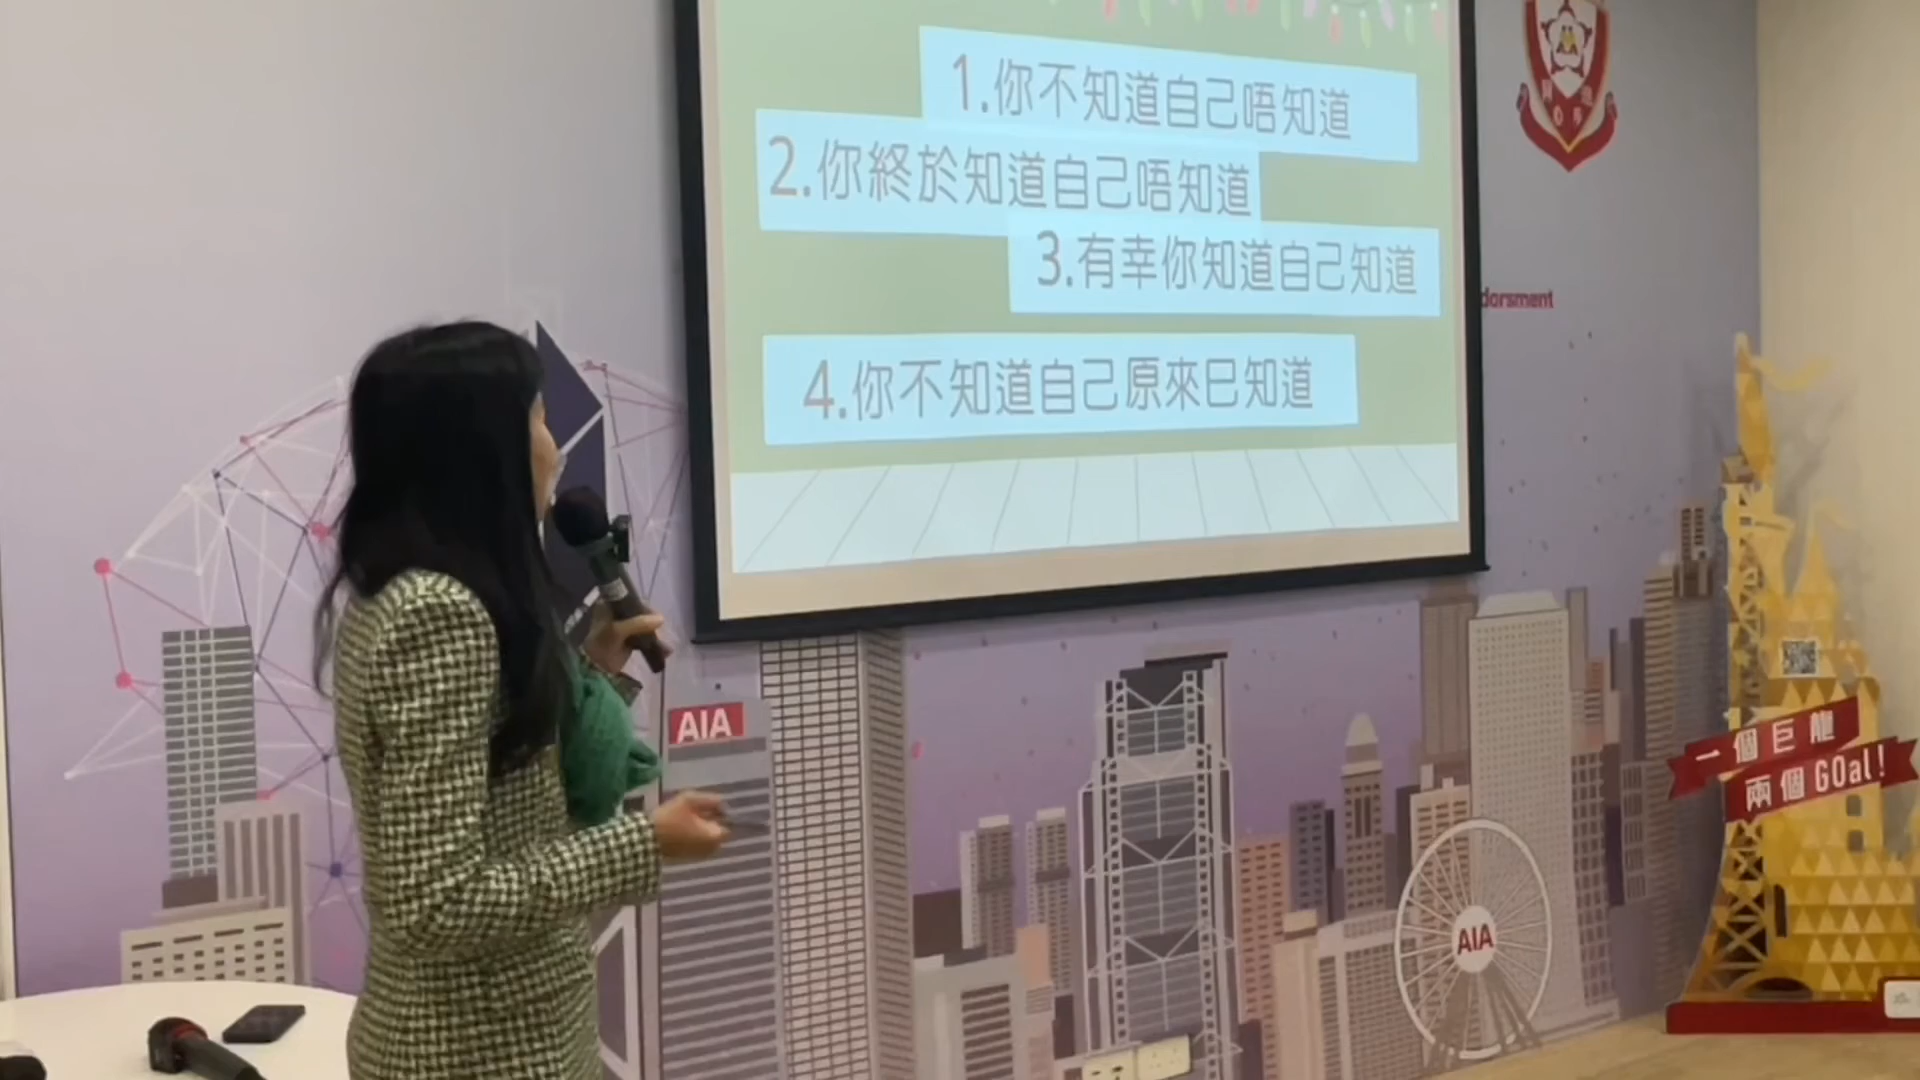 1.你不知道自己唔知道
2.你終於知道自己唔知道
3.有幸你知道自己知道
4.你不知道自己原來巳知道
dorsment
AIA
一個巨龍
兩個GOal!
AIA